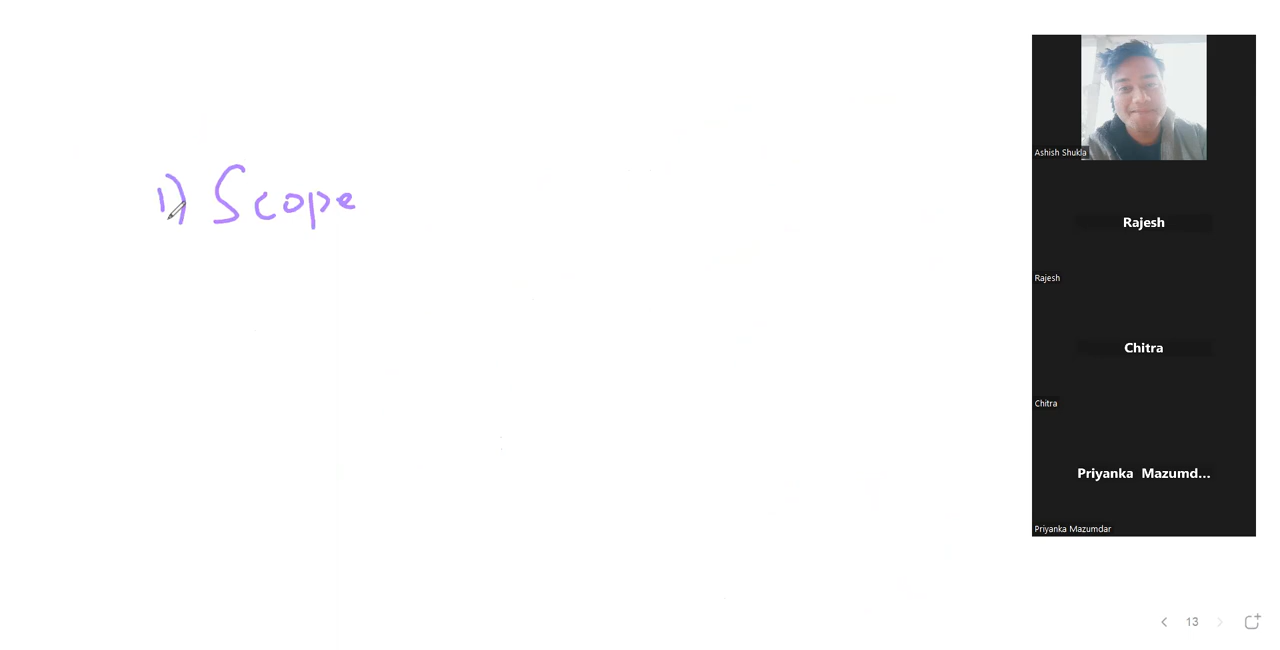 1) Scope
Ashish Shukla
Rajesh
Rajesh
Chitra
Chitra
Priyanka Mazumd...
Priyanka Mazumdar
13